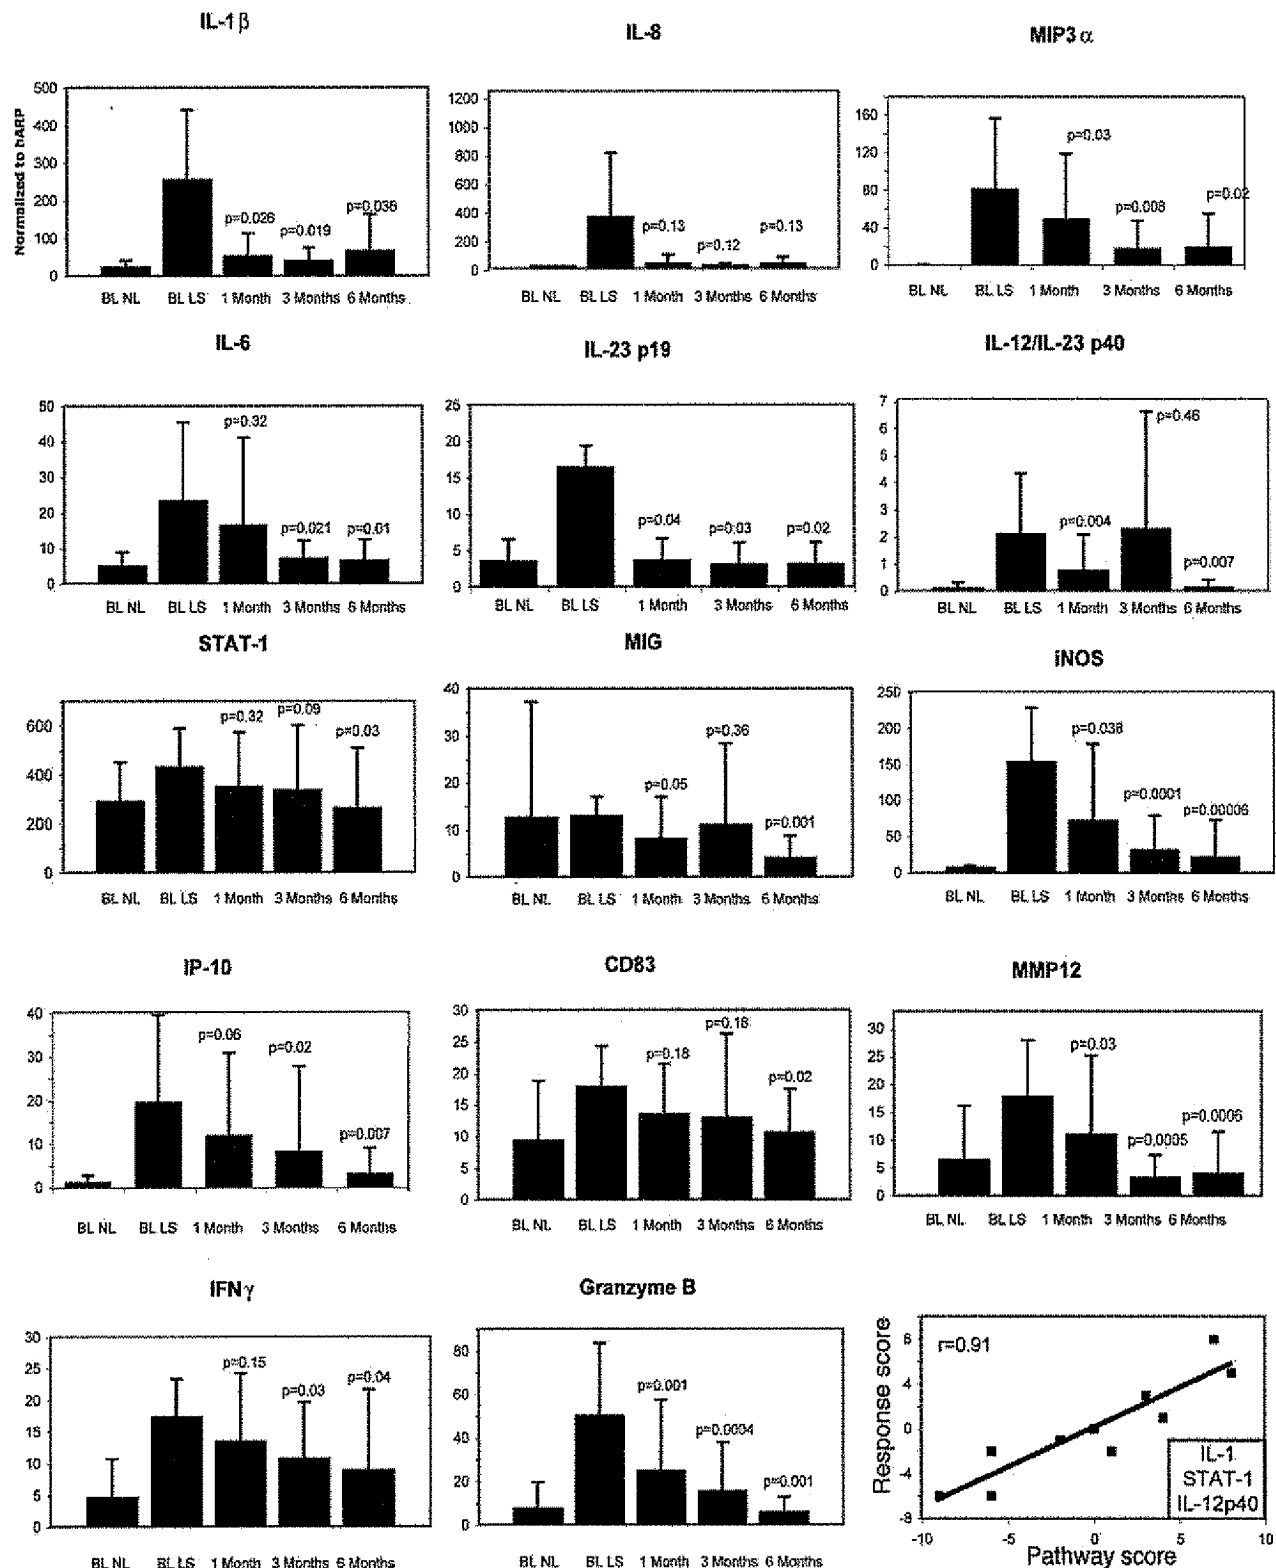 IL-1β
IL-8
MIP3α
Normalized to hARP
500
400
300
200
100
0
p=0.026
p=0.019
p=0.036
BL NL BL LS 1 Month 3 Months 6 Months
1200
1000
800
600
400
200
0
p=0.13
p=0.12
p=0.13
BL NL BL LS 1 Month 3 Months 6 Months
160
120
80
40
0
p=0.03
p=0.008
p=0.02
BL NL BL LS 1 Month 3 Months 6 Months
IL-6
IL-23 p19
IL-12/IL-23 p40
50
40
30
20
10
0
p=0.32
p=0.021
p=0.01
BL NL BL LS 1 Month 3 Months 6 Months
25
20
15
10
5
0
p=0.04
p=0.03
p=0.02
BL NL BL LS 1 Month 3 Months 6 Months
7
6
5
4
3
2
1
0
p=0.004
p=0.46
p=0.007
BL NL BL LS 1 Month 3 Months 6 Months
STAT-1
MIG
iNOS
600
400
200
0
p=0.32
p=0.09
p=0.03
BL NL BL LS 1 Month 3 Months 6 Months
40
30
35
20
10
0
p=0.05
p=0.36
p=0.001
BL NL BL LS 1 Month 3 Months 6 Months
250
200
150
100
50
0
p=0.038
p=0.0001
p=0.00006
BL NL BL LS 1 Month 3 Months 6 Months
IP-10
CD83
MMP12
40
30
20
10
0
p=0.06
p=0.02
p=0.007
BL NL BL LS 1 Month 3 Months 6 Months
30
25
20
15
10
5
0
p=0.18
p=0.18
p=0.02
BL NL BL LS 1 Month 3 Months 6 Months
30
25
20
15
10
5
0
p=0.03
p=0.0005
p=0.0006
BL NL BL LS 1 Month 3 Months 6 Months
IFNγ
Granzyme B
30
25
20
15
10
5
0
p=0.15
p=0.03
p=0.04
BL NL BL LS 1 Month 3 Months 6 Months
80
60
40
20
0
p=0.001
p=0.0004
p=0.001
BL NL BL LS 1 Month 3 Months 6 Months
Response score
8
4
0
-4
-8
r=0.91
IL-1
STAT-1
IL-12p40
-10 -5 0 5 10
Pathway score